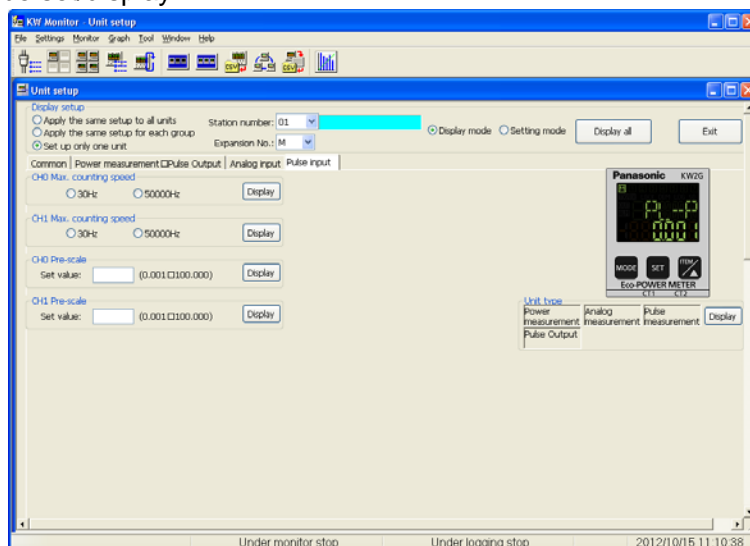 KW Monitor - Unit setup
File Settings Monitor Graph Tool Window Help
CSV CSV
Unit setup
Display setup
Apply the same setup to all units
Apply the same setup for each group
Set up only one unit
Station number: 01
Expansion No.: M
Display mode Setting mode
Display all Exit
Common Power measurement□Pulse Output Analog input Pulse input
CH0 Max. counting speed
30Hz 50000Hz Display
CH1 Max. counting speed
30Hz 50000Hz Display
CH0 Pre-scale
Set value: (0.001□100.000) Display
CH1 Pre-scale
Set value: (0.001□100.000) Display
Panasonic KW2G
PL--P
0001
MODE SET ITEM
Eco-POWER METER
CT1 CT2
Unit type
Power measurement Analog measurement Pulse measurement Display
Pulse Output
Under monitor stop Under logging stop 2012/10/15 11:10:38